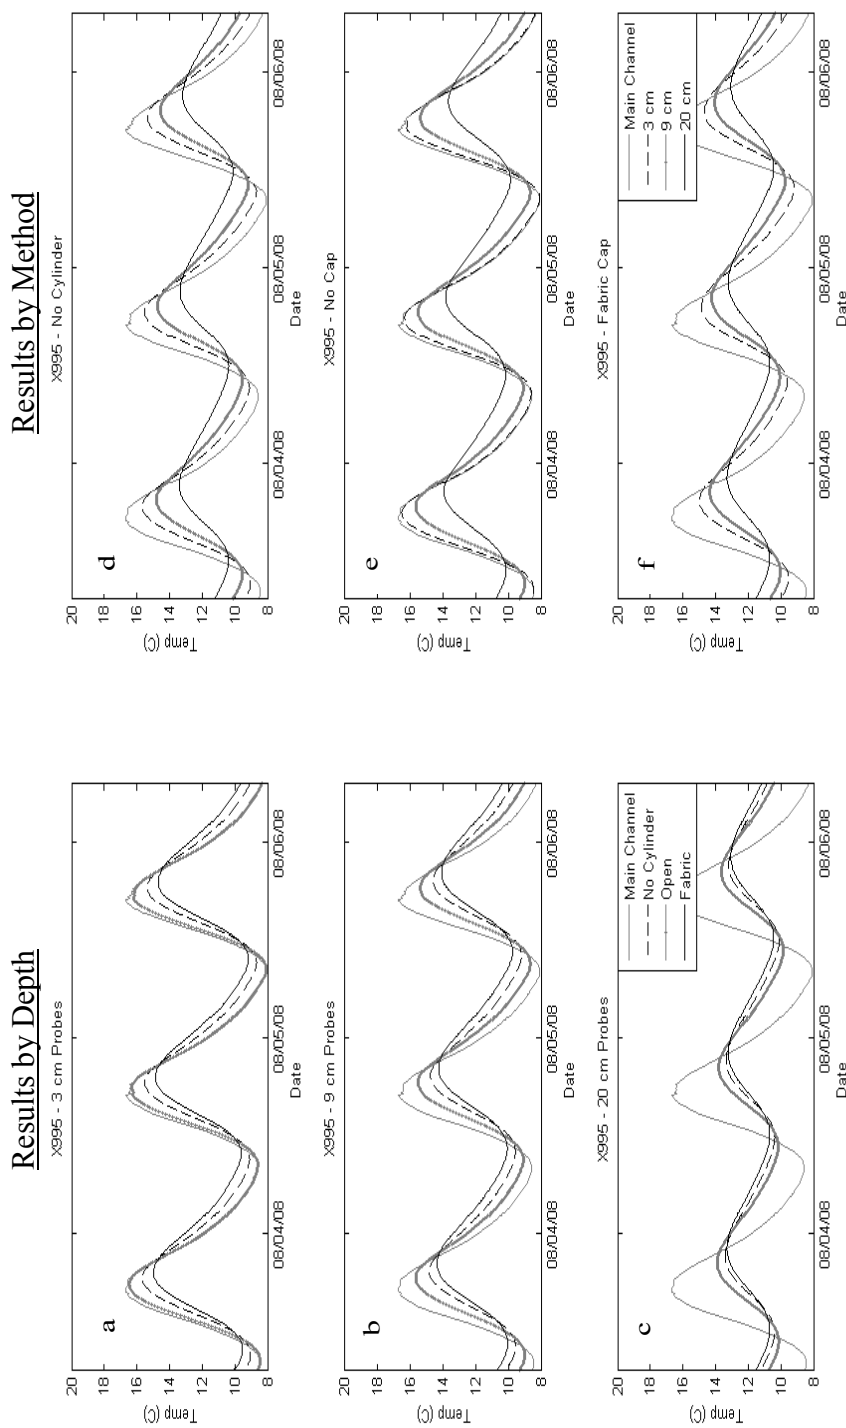 Results by Depth
X995 - 3 cm Probes
a
20
18
16
14
12
10
8
Temp (C)
08/04/08
08/05/08
08/06/08
Date
X995 - 9 cm Probes
b
20
18
16
14
12
10
8
Temp (C)
08/04/08
08/05/08
08/06/08
Date
X995 - 20 cm Probes
c
20
18
16
14
12
10
8
Temp (C)
08/04/08
08/05/08
08/06/08
Date
Main Channel
No Cylinder
Open
Fabric
Results by Method
X995 - No Cylinder
d
20
18
16
14
12
10
8
Temp (C)
08/04/08
08/05/08
08/06/08
Date
X995 - No Cap
e
20
18
16
14
12
10
8
Temp (C)
08/04/08
08/05/08
08/06/08
Date
X995 - Fabric Cap
f
20
18
16
14
12
10
8
Temp (C)
08/04/08
08/05/08
08/06/08
Date
Main Channel
3 cm
9 cm
20 cm